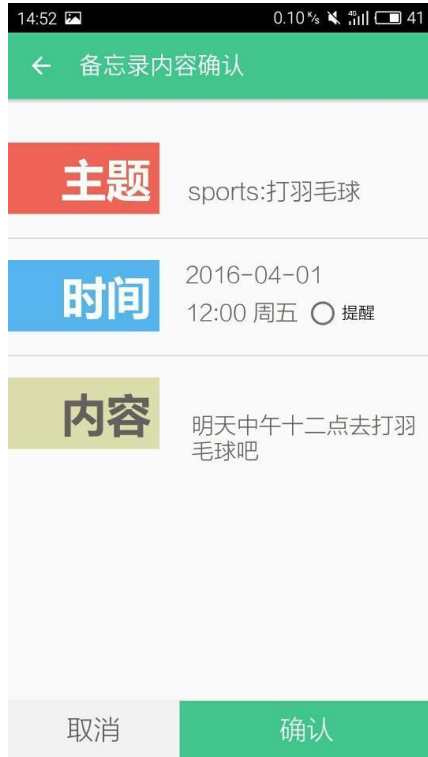 14:52 0.10 K/s 4G 41
备忘录内容确认
主题
sports:打羽毛球
时间
2016-04-01
12:00 周五 提醒
内容
明天中午十二点去打羽
毛球吧
取消 确认